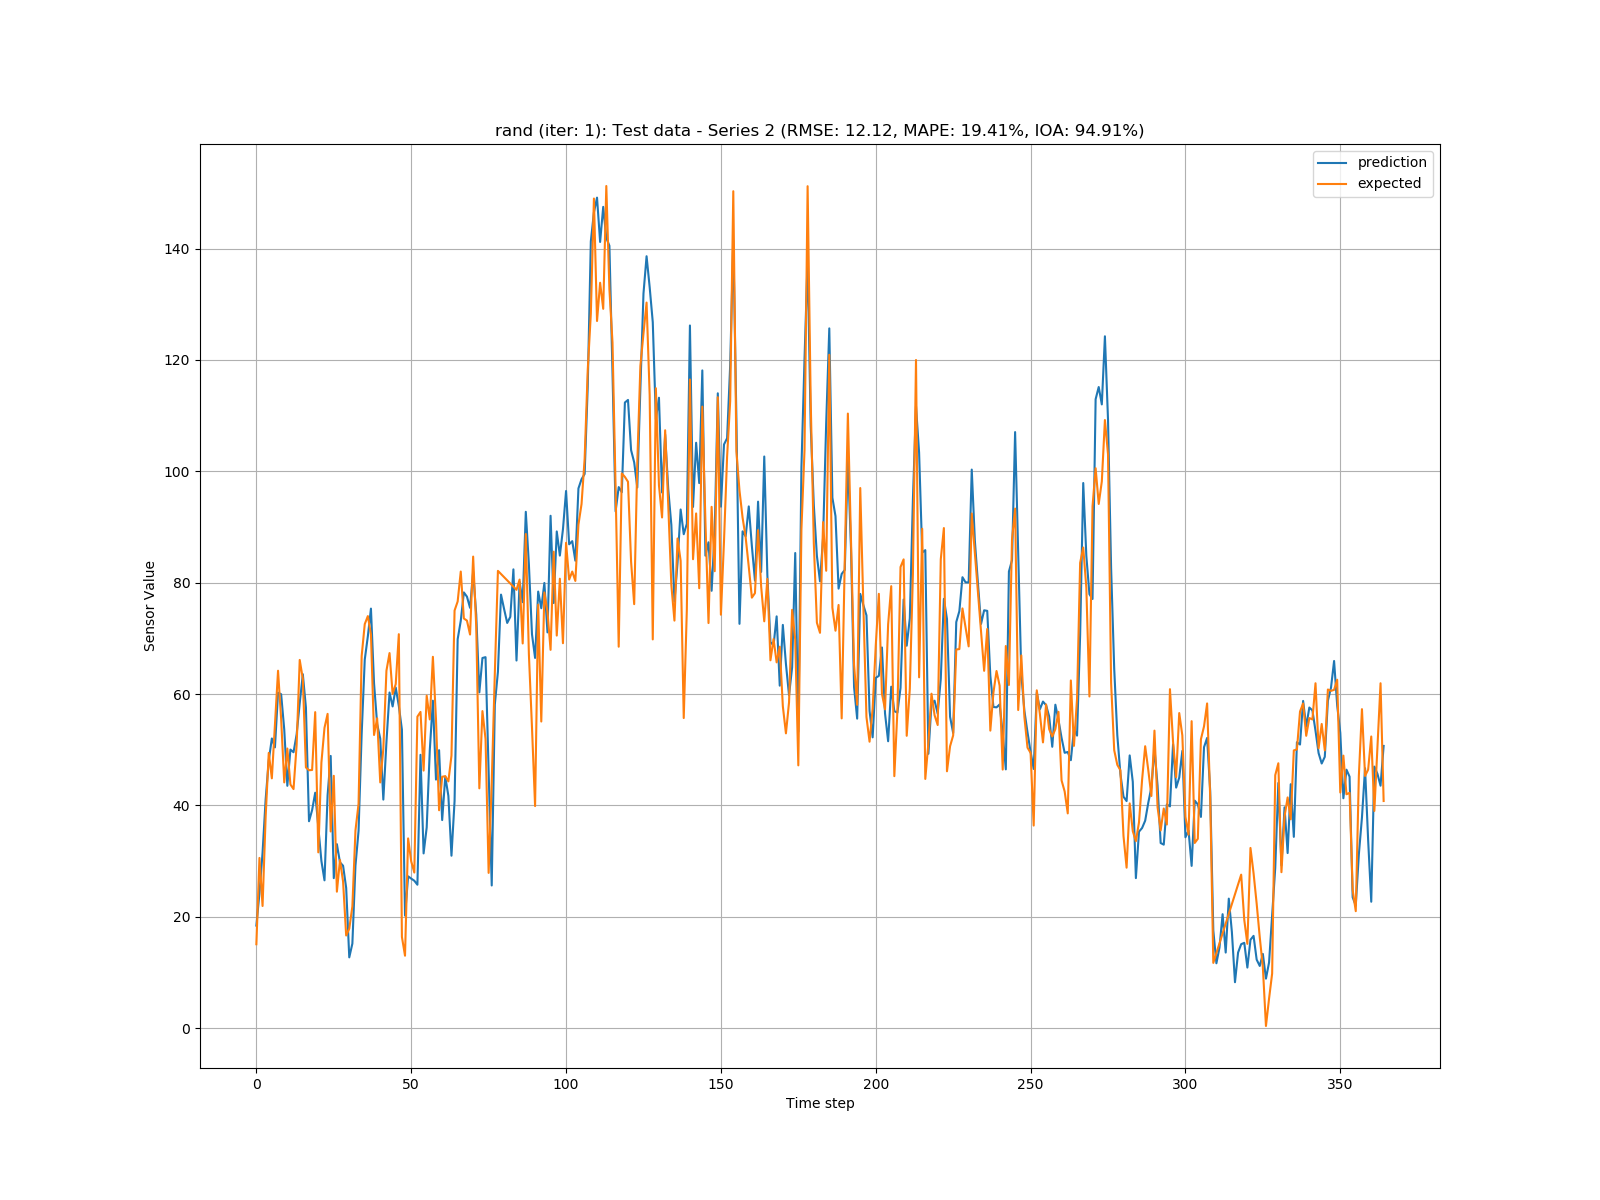 rand (iter: 1): Test data - Series 2 (RMSE: 12.12, MAPE: 19.41%, IOA: 94.91%)
prediction
expected
140
120
100
80
60
40
20
0
Sensor Value
0 50 100 150 200 250 300 350
Time step